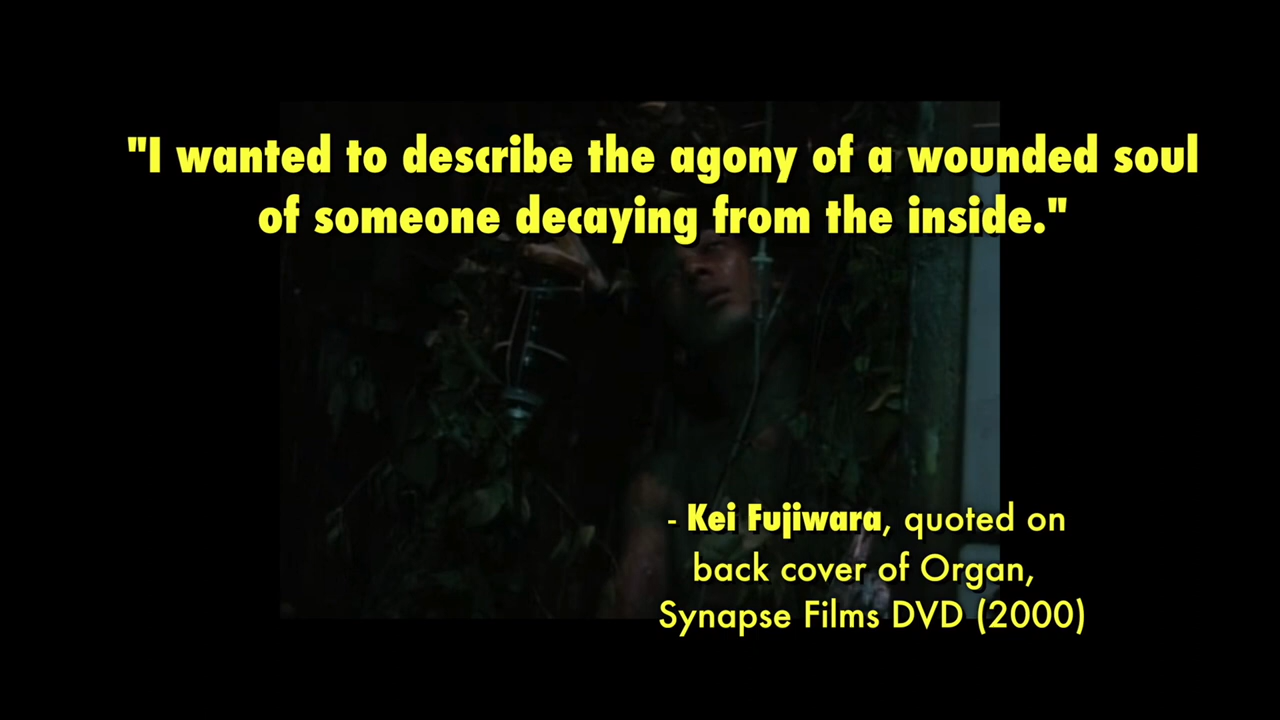 "I wanted to describe the agony of a wounded soul
of someone decaying from the inside."
- Kei Fujiwara, quoted on
back cover of Organ,
Synapse Films DVD (2000)